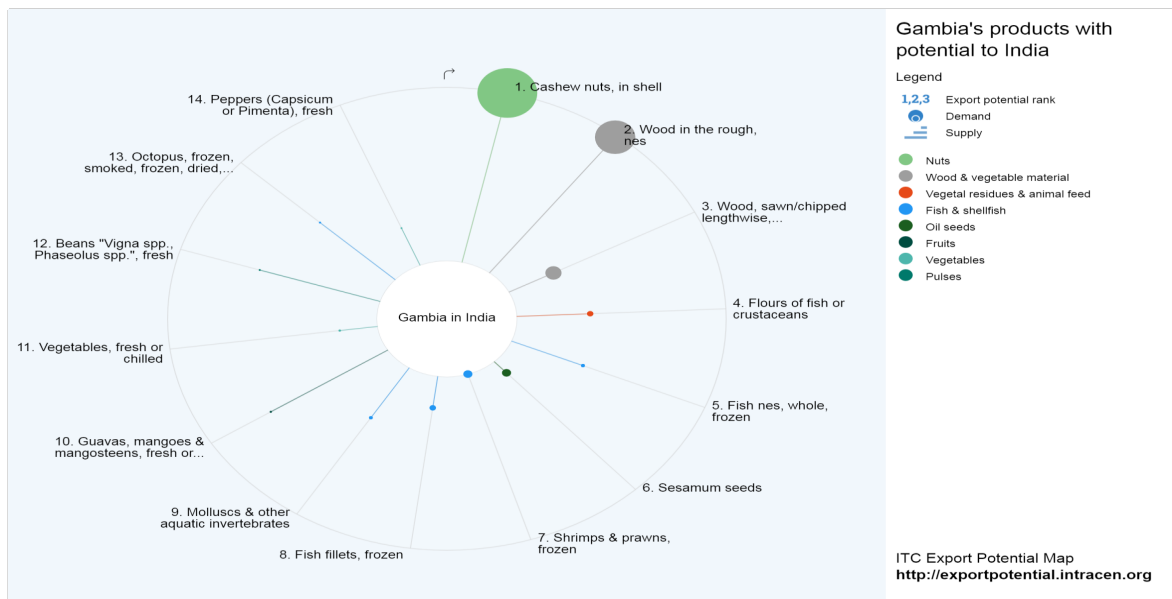 Gambia's products with
potential to India
Legend
1,2,3 Export potential rank
Demand
Supply
Nuts
Wood & vegetable material
Vegetal residues & animal feed
Fish & shellfish
Oil seeds
Fruits
Vegetables
Pulses
1. Cashew nuts, in shell
2. Wood in the rough,
nes
3. Wood, sawn/chipped
lengthwise,...
4. Flours of fish or
crustaceans
5. Fish nes, whole,
frozen
6. Sesamum seeds
7. Shrimps & prawns,
frozen
8. Fish fillets, frozen
9. Molluscs & other
aquatic invertebrates
10. Guavas, mangoes &
mangosteens, fresh or...
11. Vegetables, fresh or
chilled
12. Beans "Vigna spp.,
Phaseolus spp.", fresh
13. Octopus, frozen,
smoked, frozen, dried,...
14. Peppers (Capsicum
or Pimenta), fresh
Gambia in India
ITC Export Potential Map
http://exportpotential.intracen.org